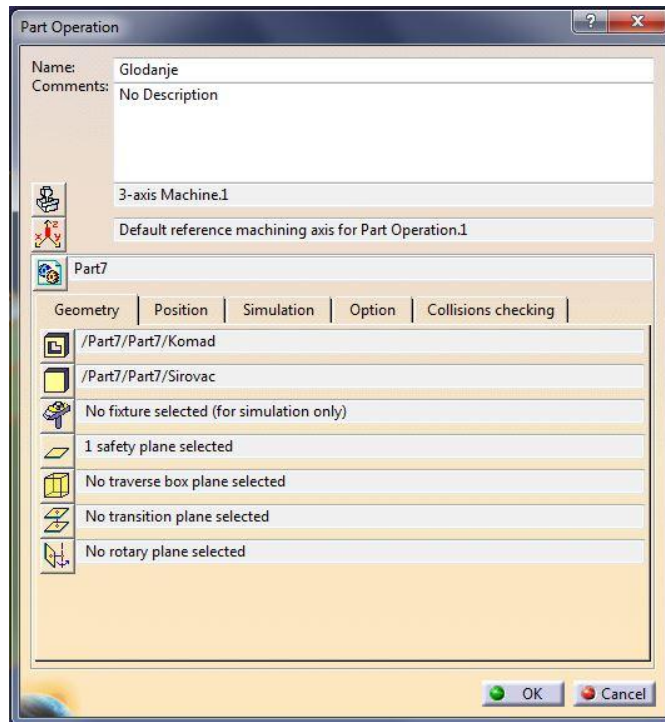 Part Operation
Name: Glodanje
Comments: No Description
3-axis Machine.1
Default reference machining axis for Part Operation.1
Part7
Geometry Position Simulation Option Collisions checking
/Part7/Part7/Komad
/Part7/Part7/Sirovac
No fixture selected (for simulation only)
1 safety plane selected
No traverse box plane selected
No transition plane selected
No rotary plane selected
OK Cancel